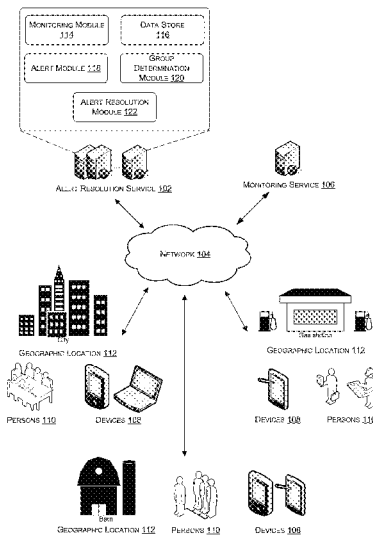 MONITORING MODULE 114
DATA STORE 116
ALERT MODULE 118
GROUP DETERMINATION MODULE 120
ALERT RESOLUTION MODULE 122
ALERT RESOLUTION SERVICE 102
MONITORING SERVICE 106
NETWORK 104
City
GEOGRAPHIC LOCATION 112
PERSONS 110
DEVICES 108
Gas station
GEOGRAPHIC LOCATION 112
DEVICES 108
PERSONS 110
Barn
GEOGRAPHIC LOCATION 112
PERSONS 110
DEVICES 108